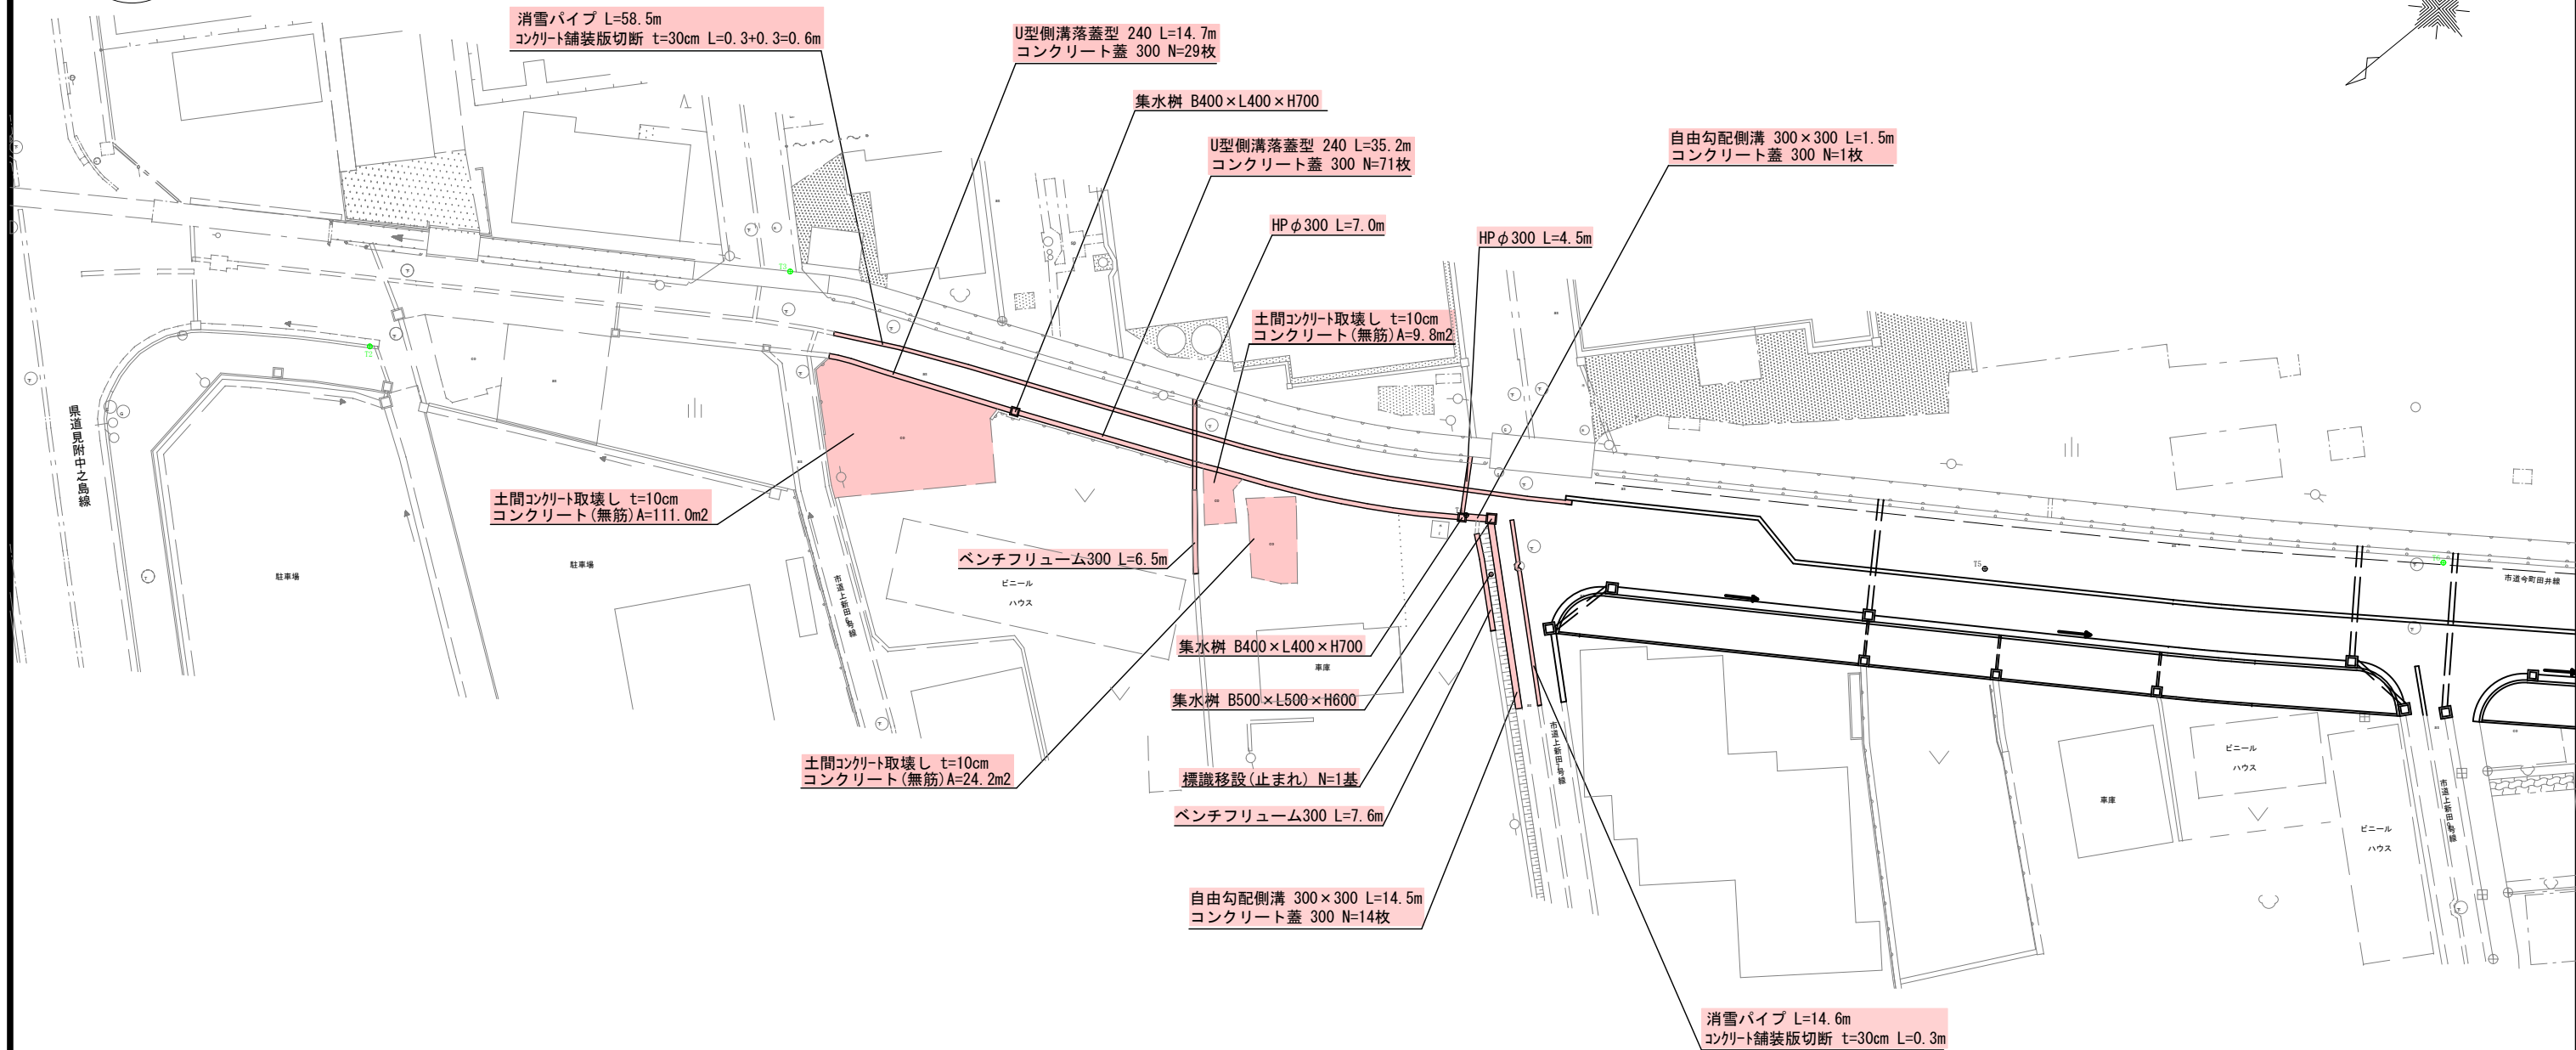 消雪パイプ L=58.5m
コンクリート舗装版切断 t=30cm L=0.3+0.3=0.6m
U型側溝落蓋型 240 L=14.7m
コンクリート蓋 300 N=29枚
集水桝 B400×L400×H700
U型側溝落蓋型 240 L=35.2m
コンクリート蓋 300 N=71枚
自由勾配側溝 300×300 L=1.5m
コンクリート蓋 300 N=1枚
HPφ300 L=7.0m
HPφ300 L=4.5m
土間コンクリート取壊し t=10cm
コンクリート(無筋)A=9.8m2
T3
T2
県道見附中之島線
土間コンクリート取壊し t=10cm
コンクリート(無筋)A=111.0m2
ベンチフリューム300 L=6.5m
駐車場
駐車場
ビニール
ハウス
T5
市道今町田井線
集水桝 B400×L400×H700
車庫
集水桝 B500×L500×H600
土間コンクリート取壊し t=10cm
コンクリート(無筋)A=24.2m2
標識移設(止まれ) N=1基
ベンチフリューム300 L=7.6m
ビニール
ハウス
車庫
ビニール
ハウス
自由勾配側溝 300×300 L=14.5m
コンクリート蓋 300 N=14枚
消雪パイプ L=14.6m
コンクリート舗装版切断 t=30cm L=0.3m